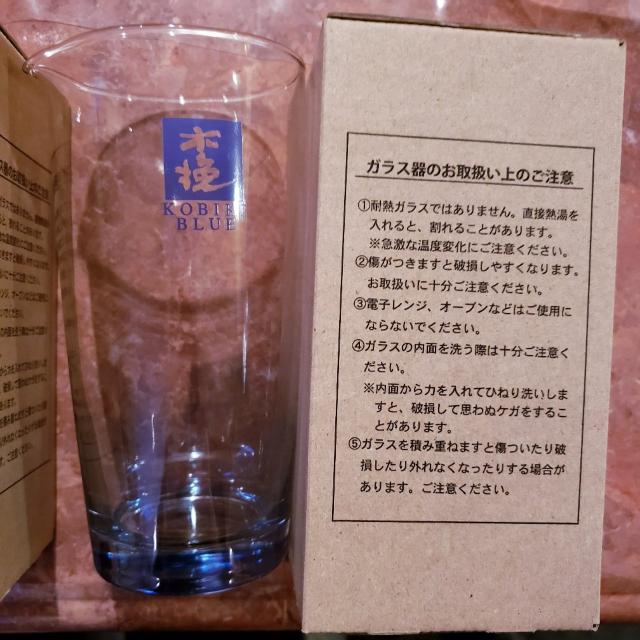 木挽
KOBIKI
BLUE
ガラス器のお取扱い上のご注意
①耐熱ガラスではありません。直接熱湯を
入れると、割れることがあります。
※急激な温度変化にご注意ください。
②傷がつきますと破損しやすくなります。
お取扱いに十分ご注意ください。
③電子レンジ、オーブンなどはご使用に
ならないでください。
④ガラスの内面を洗う際は十分ご注意く
ださい。
※内面から力を入れてひねり洗いしま
すと、破損して思わぬケガをするこ
とがあります。
⑤ガラスを積み重ねますと傷ついたり破
損したり外れなくなったりする場合が
あります。ご注意ください。